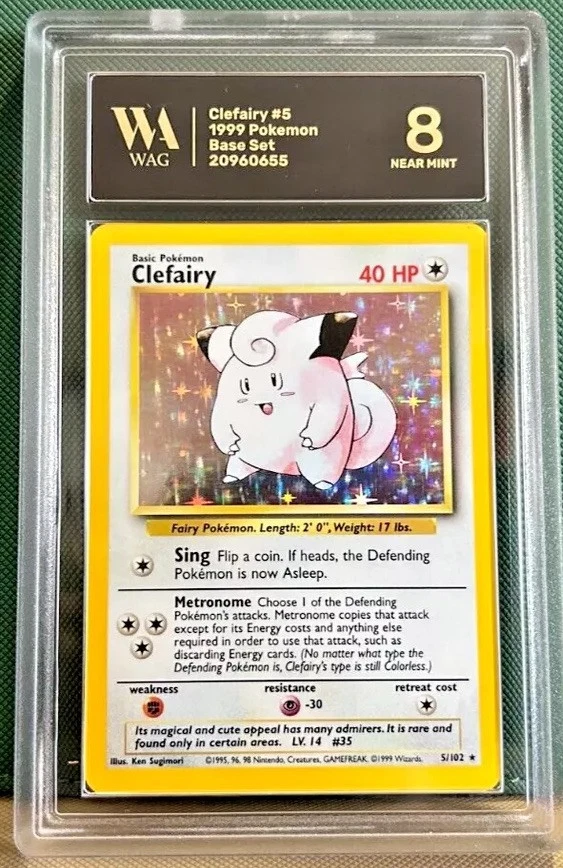 WA
WAG
Clefairy #5
1999 Pokemon
Base Set
20960655
8
NEAR MINT
Basic Pokémon
Clefairy
40 HP
Fairy Pokémon. Length: 2' 0", Weight: 17 lbs.
Sing Flip a coin. If heads, the Defending
Pokémon is now Asleep.
Metronome Choose 1 of the Defending
Pokémon's attacks. Metronome copies that attack
except for its Energy costs and anything else
required in order to use that attack, such as
discarding Energy cards. (No matter what type the
Defending Pokémon is, Clefairy's type is still Colorless.)
weakness resistance retreat cost
-30
Its magical and cute appeal has many admirers. It is rare and
found only in certain areas. LV. 14 #35
Illus. Ken Sugimori ©1995, 96, 98 Nintendo, Creatures, GAMEFREAK. ©1999 Wizards. 5/102 ★